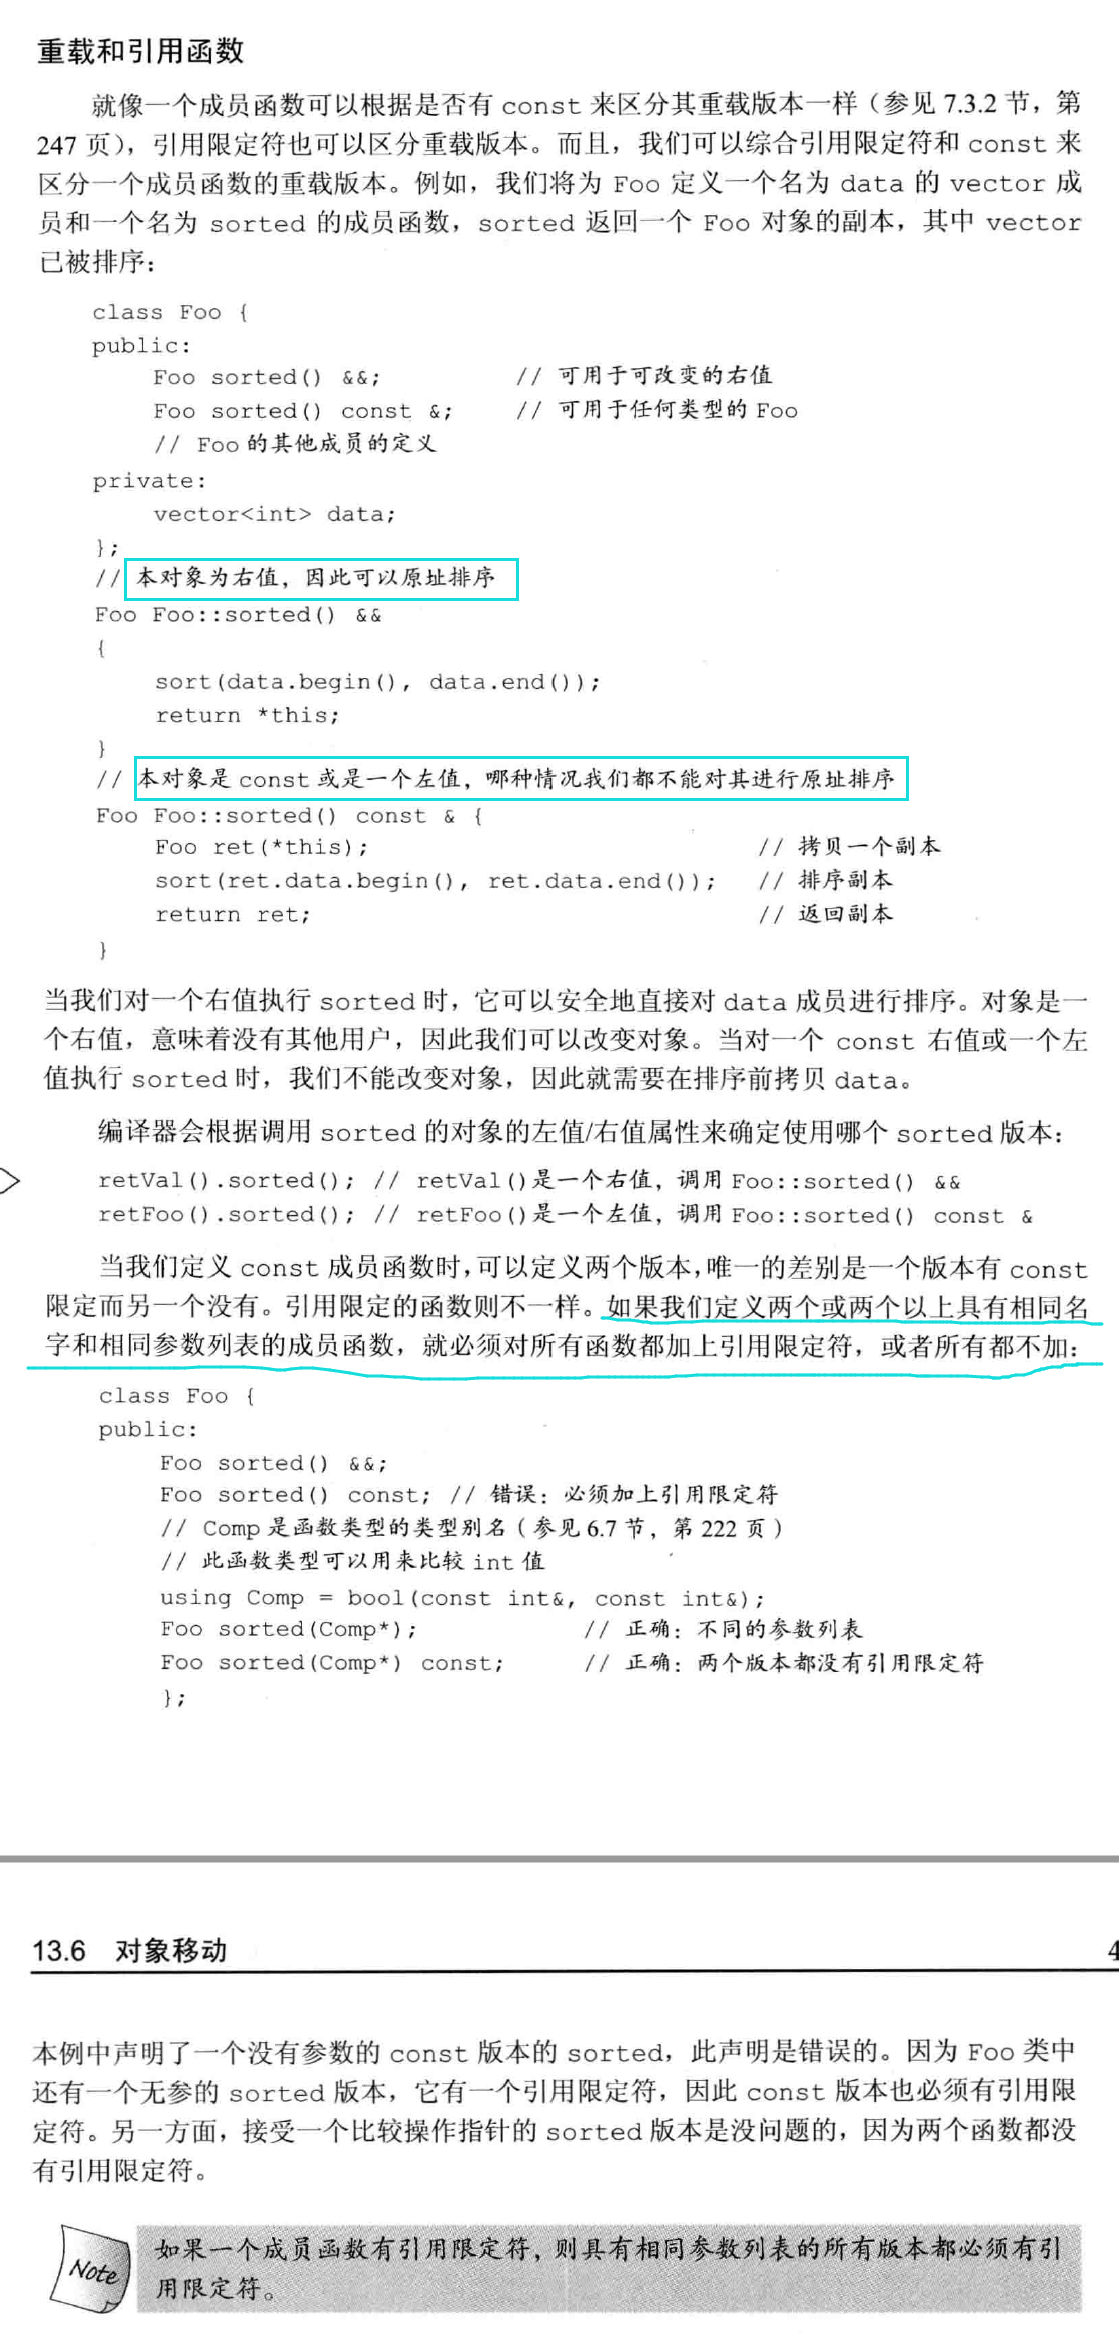 重载和引用函数
就像一个成员函数可以根据是否有 const 来区分其重载版本一样（参见 7.3.2 节，第
247 页），引用限定符也可以区分重载版本。而且，我们可以综合引用限定符和 const 来
区分一个成员函数的重载版本。例如，我们将为 Foo 定义一个名为 data 的 vector 成
员和一个名为 sorted 的成员函数，sorted 返回一个 Foo 对象的副本，其中 vector
已被排序：
class Foo {
public:
Foo sorted() &&; // 可用于可改变的右值
Foo sorted() const &; // 可用于任何类型的 Foo
// Foo 的其他成员的定义
private:
vector<int> data;
};
// 本对象为右值，因此可以原址排序
Foo Foo::sorted() &&
{
sort(data.begin(), data.end());
return *this;
}
// 本对象是 const 或是一个左值，哪种情况我们都不能对其进行原址排序
Foo Foo::sorted() const & {
Foo ret(*this); // 拷贝一个副本
sort(ret.data.begin(), ret.data.end()); // 排序副本
return ret; // 返回副本
}
当我们对一个右值执行 sorted 时，它可以安全地直接对 data 成员进行排序。对象是一
个右值，意味着没有其他用户，因此我们可以改变对象。当对一个 const 右值或一个左
值执行 sorted 时，我们不能改变对象，因此就需要在排序前拷贝 data。
编译器会根据调用 sorted 的对象的左值/右值属性来确定使用哪个 sorted 版本：
retVal().sorted(); // retVal()是一个右值，调用 Foo::sorted() &&
retFoo().sorted(); // retFoo()是一个左值，调用 Foo::sorted() const &
当我们定义 const 成员函数时，可以定义两个版本，唯一的差别是一个版本有 const
限定而另一个没有。引用限定的函数则不一样。如果我们定义两个或两个以上具有相同名
字和相同参数列表的成员函数，就必须对所有函数都加上引用限定符，或者所有都不加：
class Foo {
public:
Foo sorted() &&;
Foo sorted() const; // 错误：必须加上引用限定符
// Comp 是函数类型的类型别名（参见 6.7 节，第 222 页）
// 此函数类型可以用来比较 int 值
using Comp = bool(const int&, const int&);
Foo sorted(Comp*); // 正确：不同的参数列表
Foo sorted(Comp*) const; // 正确：两个版本都没有引用限定符
};
13.6 对象移动 4
本例中声明了一个没有参数的 const 版本的 sorted，此声明是错误的。因为 Foo 类中
还有一个无参的 sorted 版本，它有一个引用限定符，因此 const 版本也必须有引用限
定符。另一方面，接受一个比较操作指针的 sorted 版本是没问题的，因为两个函数都没
有引用限定符。
Note
如果一个成员函数有引用限定符，则具有相同参数列表的所有版本都必须有引
用限定符。